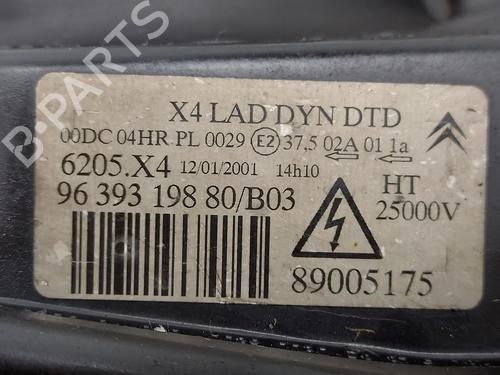 X4 LAD DYN DTD
00DC 04HR PL 0029 E2 37.5 02A 01 1a
6205.X4 12/01/2001 14h10
96 393 198 80/B03
HT
25000V
89005175
B-PARTS